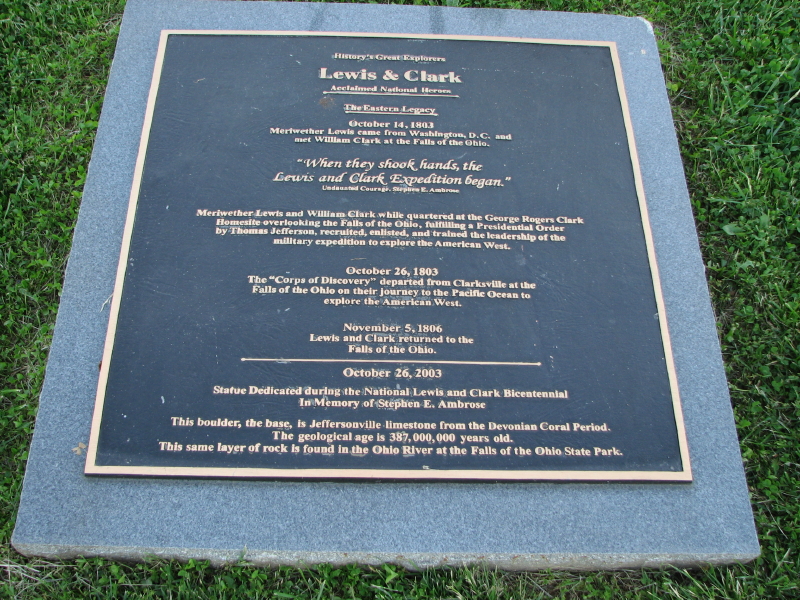 History's Great Explorers
Lewis & Clark
Acclaimed National Heroes
The Eastern Legacy
October 14, 1803
Meriwether Lewis came from Washington, D.C. and
met William Clark at the Falls of the Ohio.
"When they shook hands, the
Lewis and Clark Expedition began."
Undaunted Courage, Stephen E. Ambrose
Meriwether Lewis and William Clark while quartered at the George Rogers Clark
Homesite overlooking the Falls of the Ohio, fulfilling a Presidential Order
by Thomas Jefferson, recruited, enlisted, and trained the leadership of the
military expedition to explore the American West.
October 26, 1803
The "Corps of Discovery" departed from Clarksville at the
Falls of the Ohio on their journey to the Pacific Ocean to
explore the American West.
November 5, 1806
Lewis and Clark returned to the
Falls of the Ohio.
October 26, 2003
Statue Dedicated during the National Lewis and Clark Bicentennial
In Memory of Stephen E. Ambrose
This boulder, the base, is Jeffersonville limestone from the Devonian Coral Period.
The geological age is 387,000,000 years old.
This same layer of rock is found in the Ohio River at the Falls of the Ohio State Park.